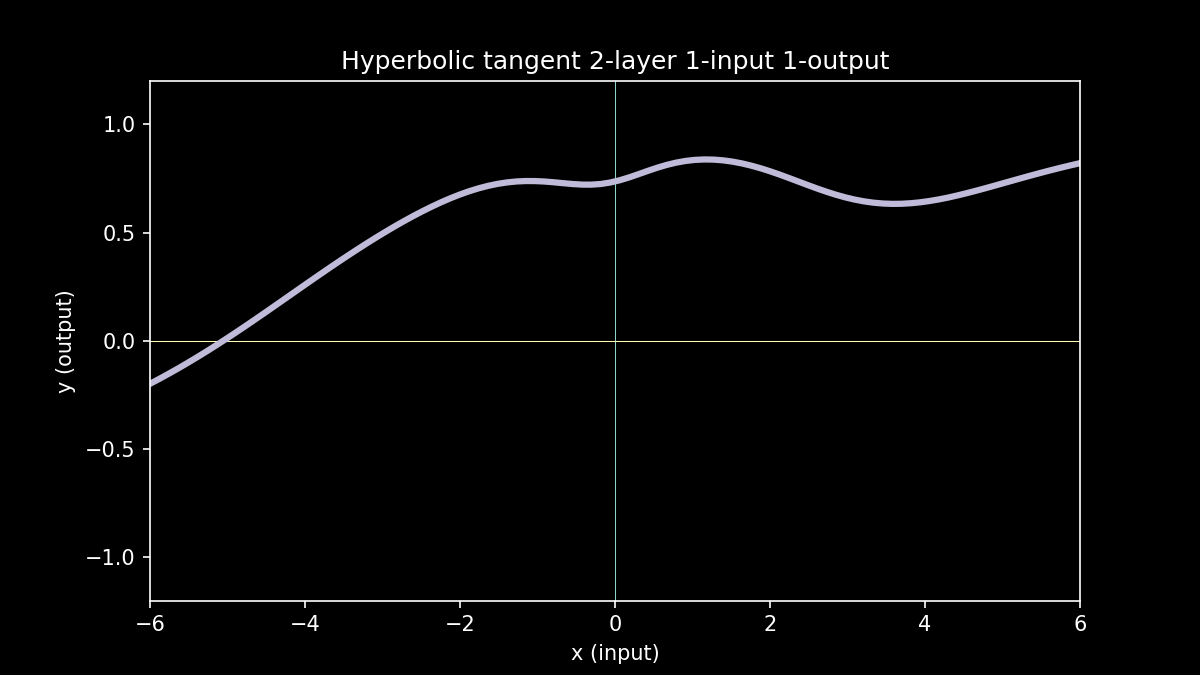 Hyperbolic tangent 2-layer 1-input 1-output
1.0
0.5
0.0
−0.5
−1.0
y (output)
−6 −4 −2 0 2 4 6
x (input)